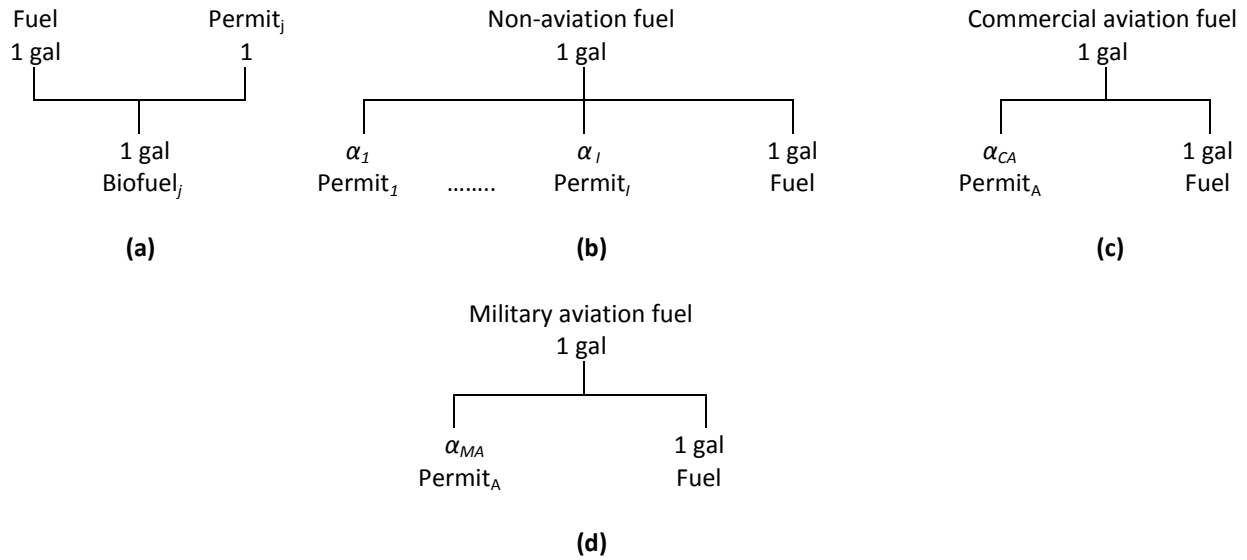 Fuel Permitj
1 gal 1
1 gal
Biofuelj
(a)
Non-aviation fuel
1 gal
α1 αI 1 gal
Permit1 …….. PermitI Fuel
(b)
Commercial aviation fuel
1 gal
αCA 1 gal
PermitA Fuel
(c)
Military aviation fuel
1 gal
αMA 1 gal
PermitA Fuel
(d)